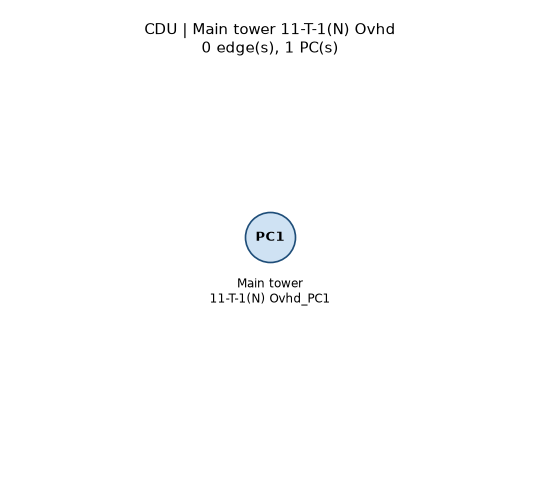 CDU | Main tower 11-T-1(N) Ovhd
0 edge(s), 1 PC(s)
PC1
Main tower
11-T-1(N) Ovhd_PC1